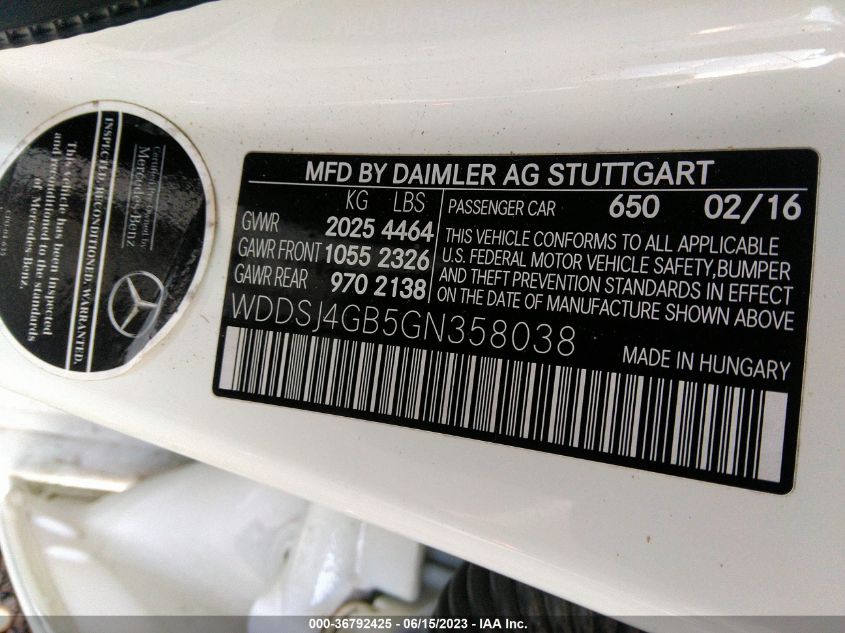 INSPECTED. RECONDITIONED. WARRANTED.
Certified Pre-Owned by
Mercedes-Benz
This vehicle has been inspected
and reconditioned to the standards
of Mercedes-Benz.
MFD BY DAIMLER AG STUTTGART
KG LBS
GVWR 2025 4464
GAWR FRONT 1055 2326
GAWR REAR 970 2138
PASSENGER CAR 650 02/16
THIS VEHICLE CONFORMS TO ALL APPLICABLE
U.S. FEDERAL MOTOR VEHICLE SAFETY, BUMPER
AND THEFT PREVENTION STANDARDS IN EFFECT
ON THE DATE OF MANUFACTURE SHOWN ABOVE
WDDSJ4GB5GN358038
MADE IN HUNGARY
000-36792425 - 06/15/2023 - IAA Inc.